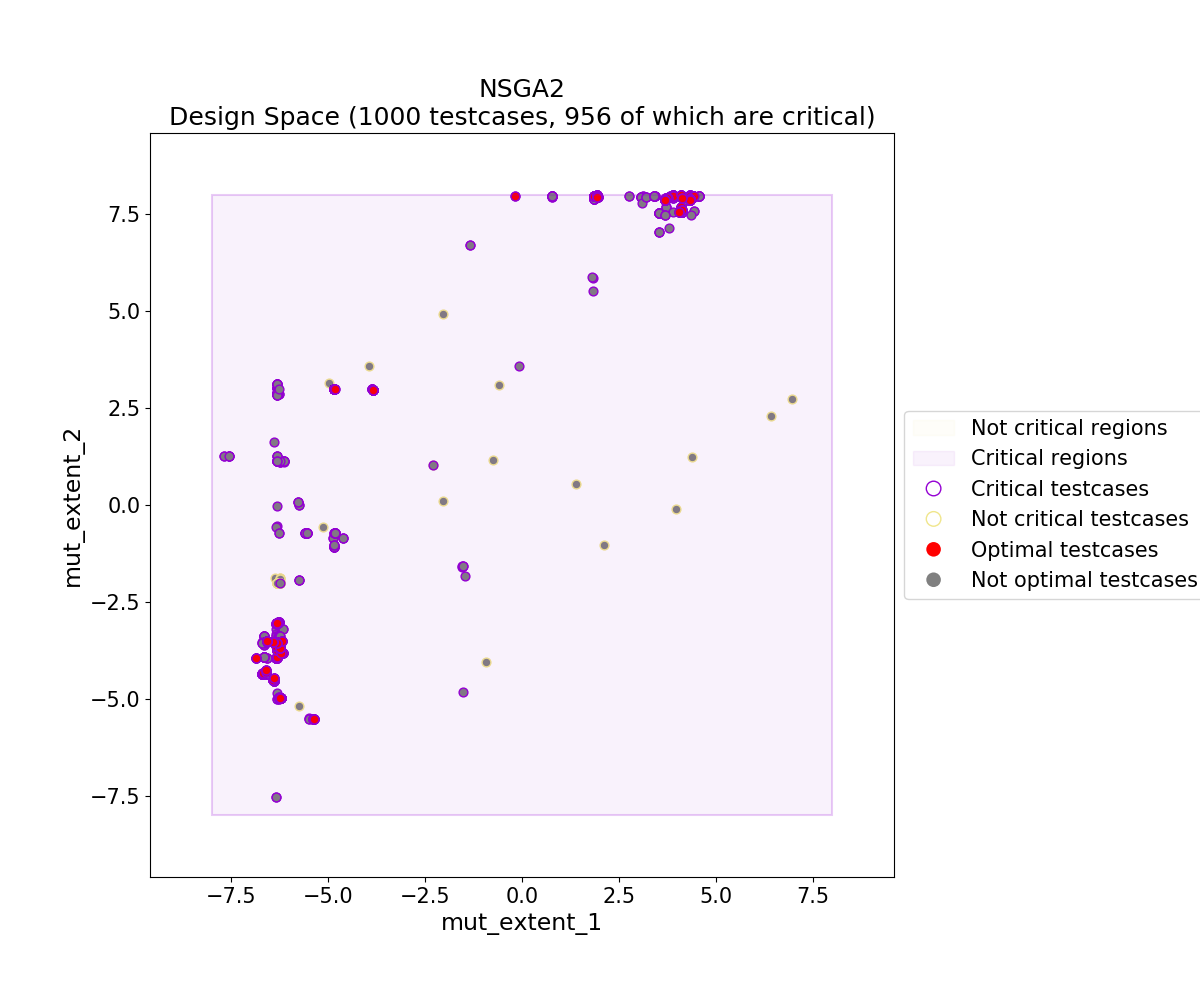 NSGA2
Design Space (1000 testcases, 956 of which are critical)
mut_extent_2
7.5
5.0
2.5
0.0
−2.5
−5.0
−7.5
−7.5
−5.0
−2.5
0.0
2.5
5.0
7.5
mut_extent_1
Not critical regions
Critical regions
Critical testcases
Not critical testcases
Optimal testcases
Not optimal testcases